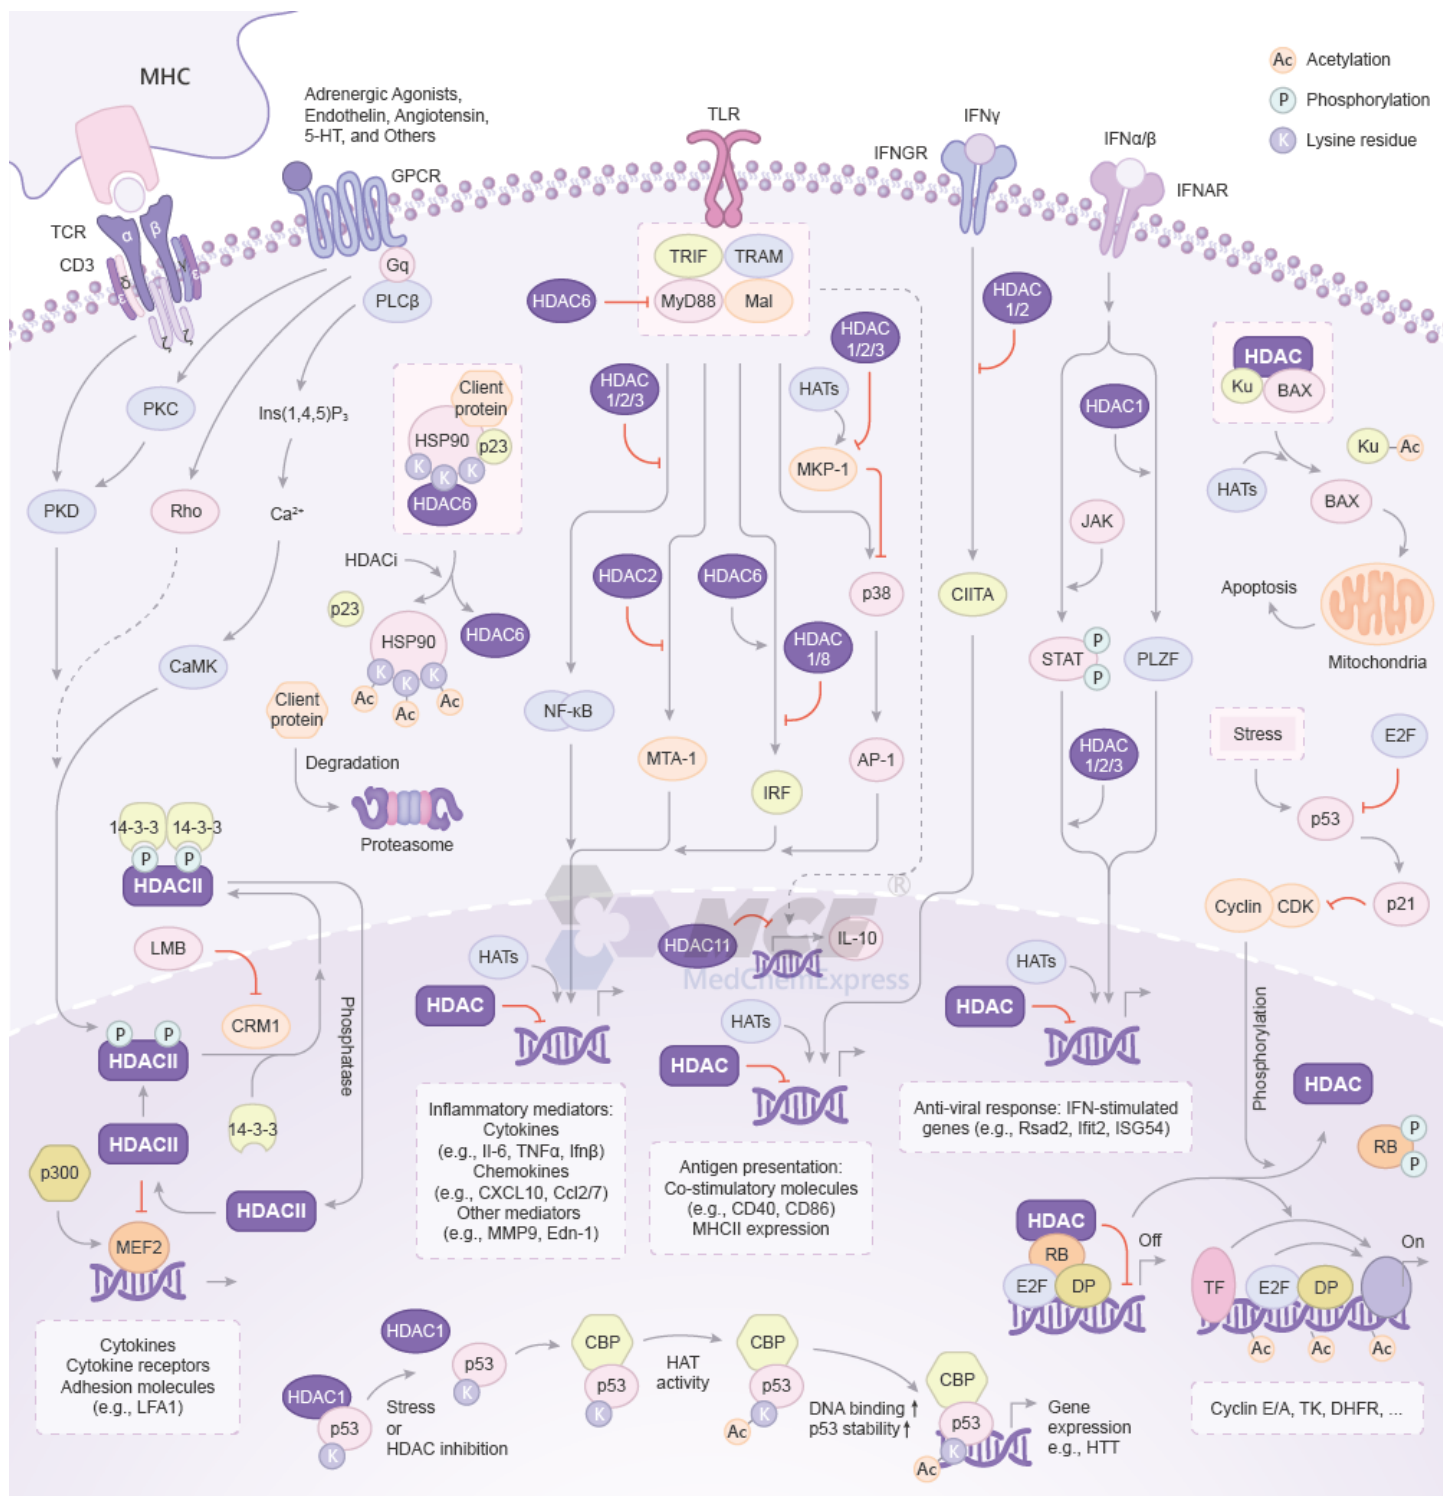 MHC
Adrenergic Agonists,
Endothelin, Angiotensin,
5-HT, and Others
GPCR
TLR
IFNγ
IFNGR
IFNα/β
IFNAR
Ac Acetylation
P Phosphorylation
K Lysine residue
TCR
CD3
α
β
δ
ε
γ
ε
ζ
ζ
Gq
PLCβ
TRIF
TRAM
MyD88
Mal
HDAC6
HDAC
1/2/3
HDAC
1/2/3
HATs
MKP-1
HDAC
1/2
HDAC1
HDAC
Ku
BAX
Ku
Ac
HATs
BAX
Apoptosis
Mitochondria
PKC
Ins(1,4,5)P₃
PKD
Rho
Ca²⁺
Client
protein
HSP90
p23
K
K
K
HDAC6
HDACi
p23
HSP90
HDAC6
K
K
K
Ac
Ac
Ac
Client
protein
Degradation
Proteasome
CaMK
HDAC2
HDAC6
HDAC
1/8
p38
CIITA
JAK
STAT
P
P
PLZF
NF-κB
MTA-1
IRF
AP-1
HDAC
1/2/3
Stress
E2F
p53
p21
Cyclin
CDK
14-3-3
14-3-3
P
P
HDACII
LMB
CRM1
P
P
HDACII
Phosphatase
14-3-3
HDACII
p300
HDACII
MEF2
Cytokines
Cytokine receptors
Adhesion molecules
(e.g., LFA1)
HATs
HDAC
Inflammatory mediators:
Cytokines
(e.g., Il-6, TNFα, Ifnβ)
Chemokines
(e.g., CXCL10, Ccl2/7)
Other mediators
(e.g., MMP9, Edn-1)
HDAC11
IL-10
MCE
®
MedChemExpress
HATs
HDAC
Antigen presentation:
Co-stimulatory molecules
(e.g., CD40, CD86)
MHCII expression
HATs
HDAC
Anti-viral response: IFN-stimulated
genes (e.g., Rsad2, Ifit2, ISG54)
Phosphorylation
HDAC
RB
P
P
HDAC
RB
E2F
DP
Off
TF
E2F
DP
On
Ac
Ac
Ac
Cyclin E/A, TK, DHFR, ...
HDAC1
p53
K
Stress
or
HDAC inhibition
HDAC1
p53
K
CBP
p53
K
HAT
activity
CBP
p53
K
Ac
DNA binding↑
p53 stability↑
CBP
p53
K
Ac
Gene
expression
e.g., HTT